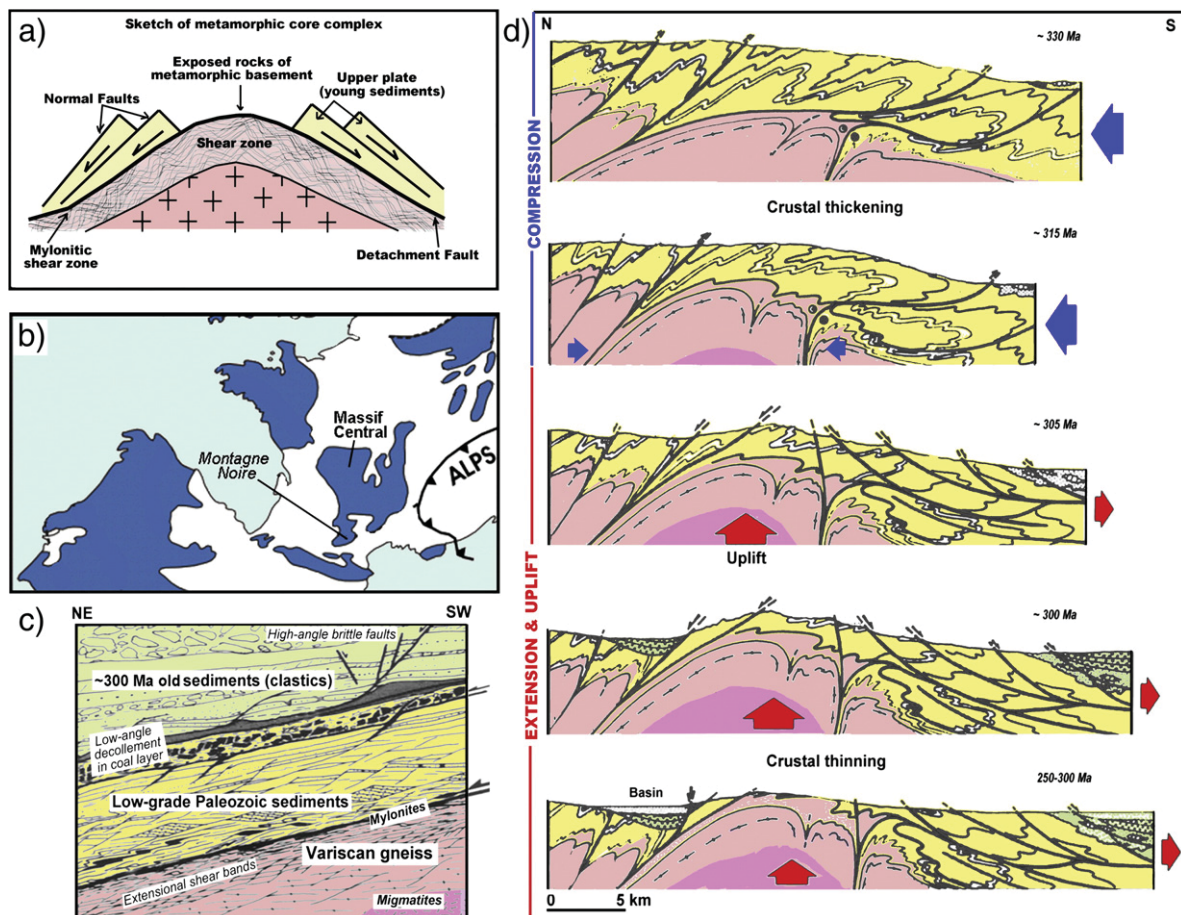 a)
Sketch of metamorphic core complex
Exposed rocks of
metamorphic basement
Normal Faults
Upper plate
(young sediments)
Shear zone
Mylonitic
shear zone
Detachment Fault
b)
Massif
Central
Montagne
Noire
ALPS
c)
NE
SW
High-angle brittle faults
~300 Ma old sediments (clastics)
Low-angle
decollement
in coal layer
Low-grade Paleozoic sediments
Mylonites
Variscan gneiss
Extensional shear bands
Migmatites
d)
N
S
COMPRESSION
EXTENSION & UPLIFT
~ 330 Ma
Crustal thickening
~ 315 Ma
~ 305 Ma
Uplift
~ 300 Ma
Crustal thinning
250-300 Ma
Basin
0 5 km